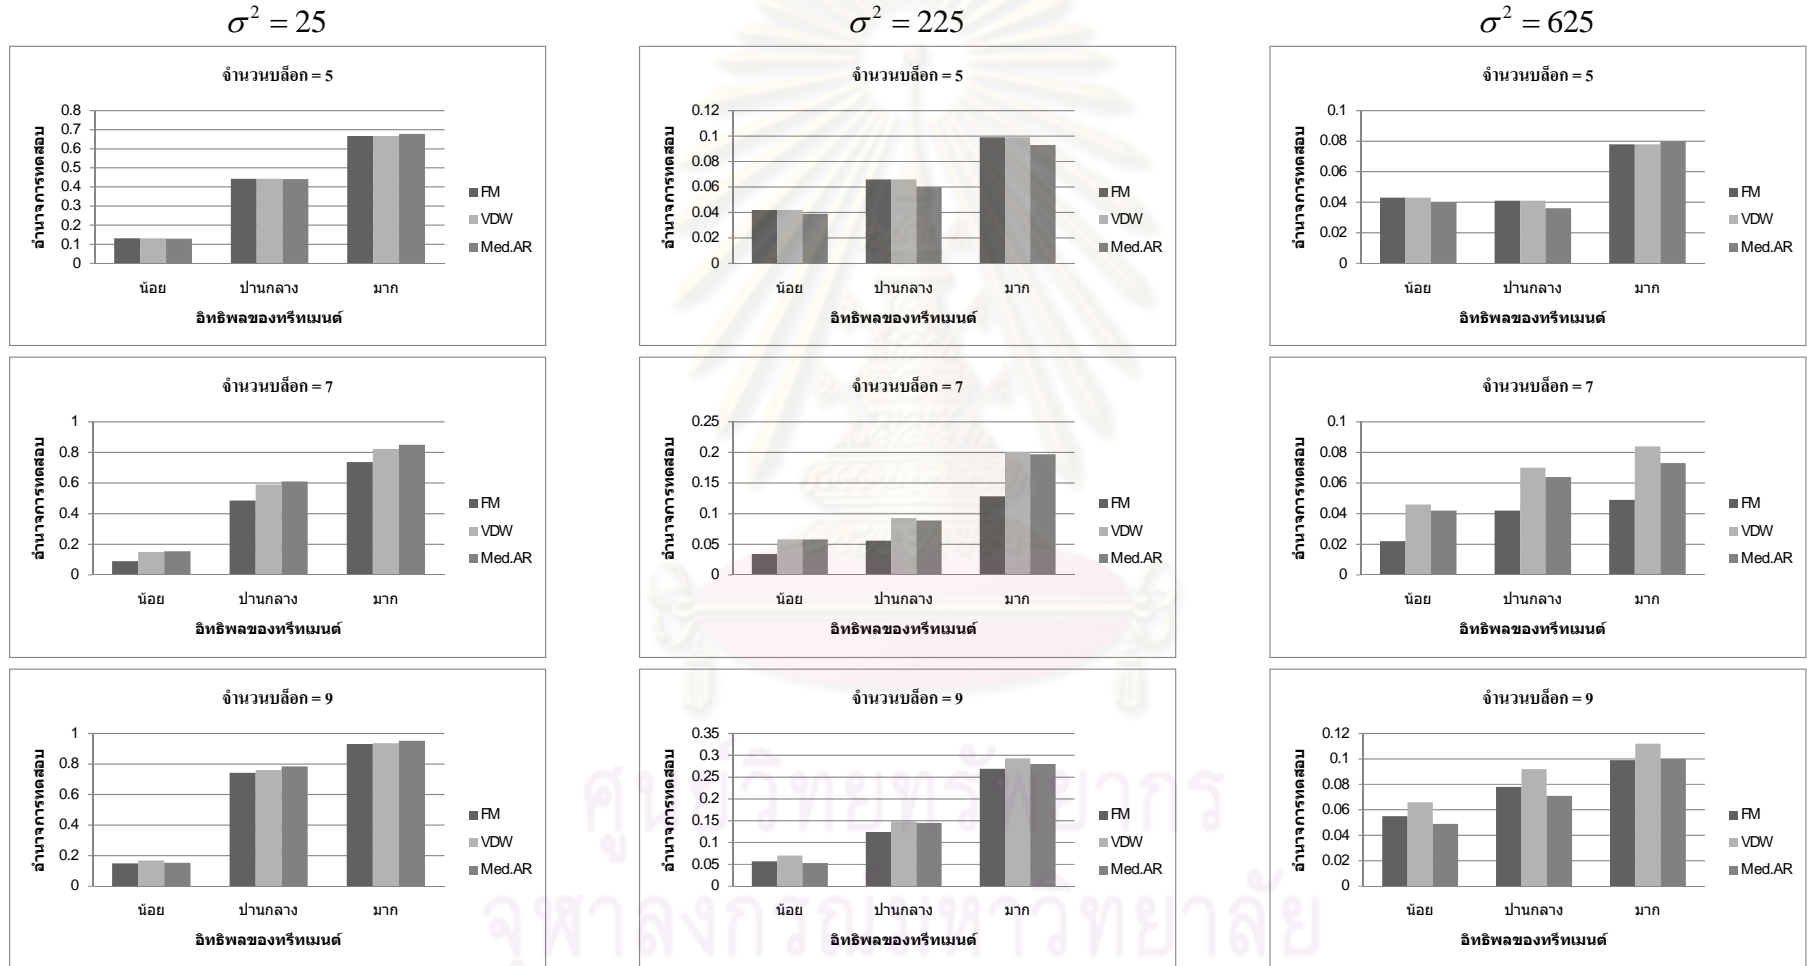 σ² = 25
σ² = 225
σ² = 625
จำนวนบล็อก = 5
อำนาจการทดสอบ
0.8
0.7
0.6
0.5
0.4
0.3
0.2
0.1
0
น้อย ปานกลาง มาก
อิทธิพลของทรีทเมนต์
FM
VDW
Med.AR
จำนวนบล็อก = 5
อำนาจการทดสอบ
0.12
0.1
0.08
0.06
0.04
0.02
0
น้อย ปานกลาง มาก
อิทธิพลของทรีทเมนต์
FM
VDW
Med.AR
จำนวนบล็อก = 5
อำนาจการทดสอบ
0.1
0.08
0.06
0.04
0.02
0
น้อย ปานกลาง มาก
อิทธิพลของทรีทเมนต์
FM
VDW
Med.AR
จำนวนบล็อก = 7
อำนาจการทดสอบ
1
0.8
0.6
0.4
0.2
0
น้อย ปานกลาง มาก
อิทธิพลของทรีทเมนต์
FM
VDW
Med.AR
จำนวนบล็อก = 7
อำนาจการทดสอบ
0.25
0.2
0.15
0.1
0.05
0
น้อย ปานกลาง มาก
อิทธิพลของทรีทเมนต์
FM
VDW
Med.AR
จำนวนบล็อก = 7
อำนาจการทดสอบ
0.1
0.08
0.06
0.04
0.02
0
น้อย ปานกลาง มาก
อิทธิพลของทรีทเมนต์
FM
VDW
Med.AR
จำนวนบล็อก = 9
อำนาจการทดสอบ
1
0.8
0.6
0.4
0.2
0
น้อย ปานกลาง มาก
อิทธิพลของทรีทเมนต์
FM
VDW
Med.AR
จำนวนบล็อก = 9
อำนาจการทดสอบ
0.35
0.3
0.25
0.2
0.15
0.1
0.05
0
น้อย ปานกลาง มาก
อิทธิพลของทรีทเมนต์
FM
VDW
Med.AR
จำนวนบล็อก = 9
อำนาจการทดสอบ
0.12
0.1
0.08
0.06
0.04
0.02
0
น้อย ปานกลาง มาก
อิทธิพลของทรีทเมนต์
FM
VDW
Med.AR
ศูนย์วิทยทรัพยากร
จุฬาลงกรณ์มหาวิทยาลัย